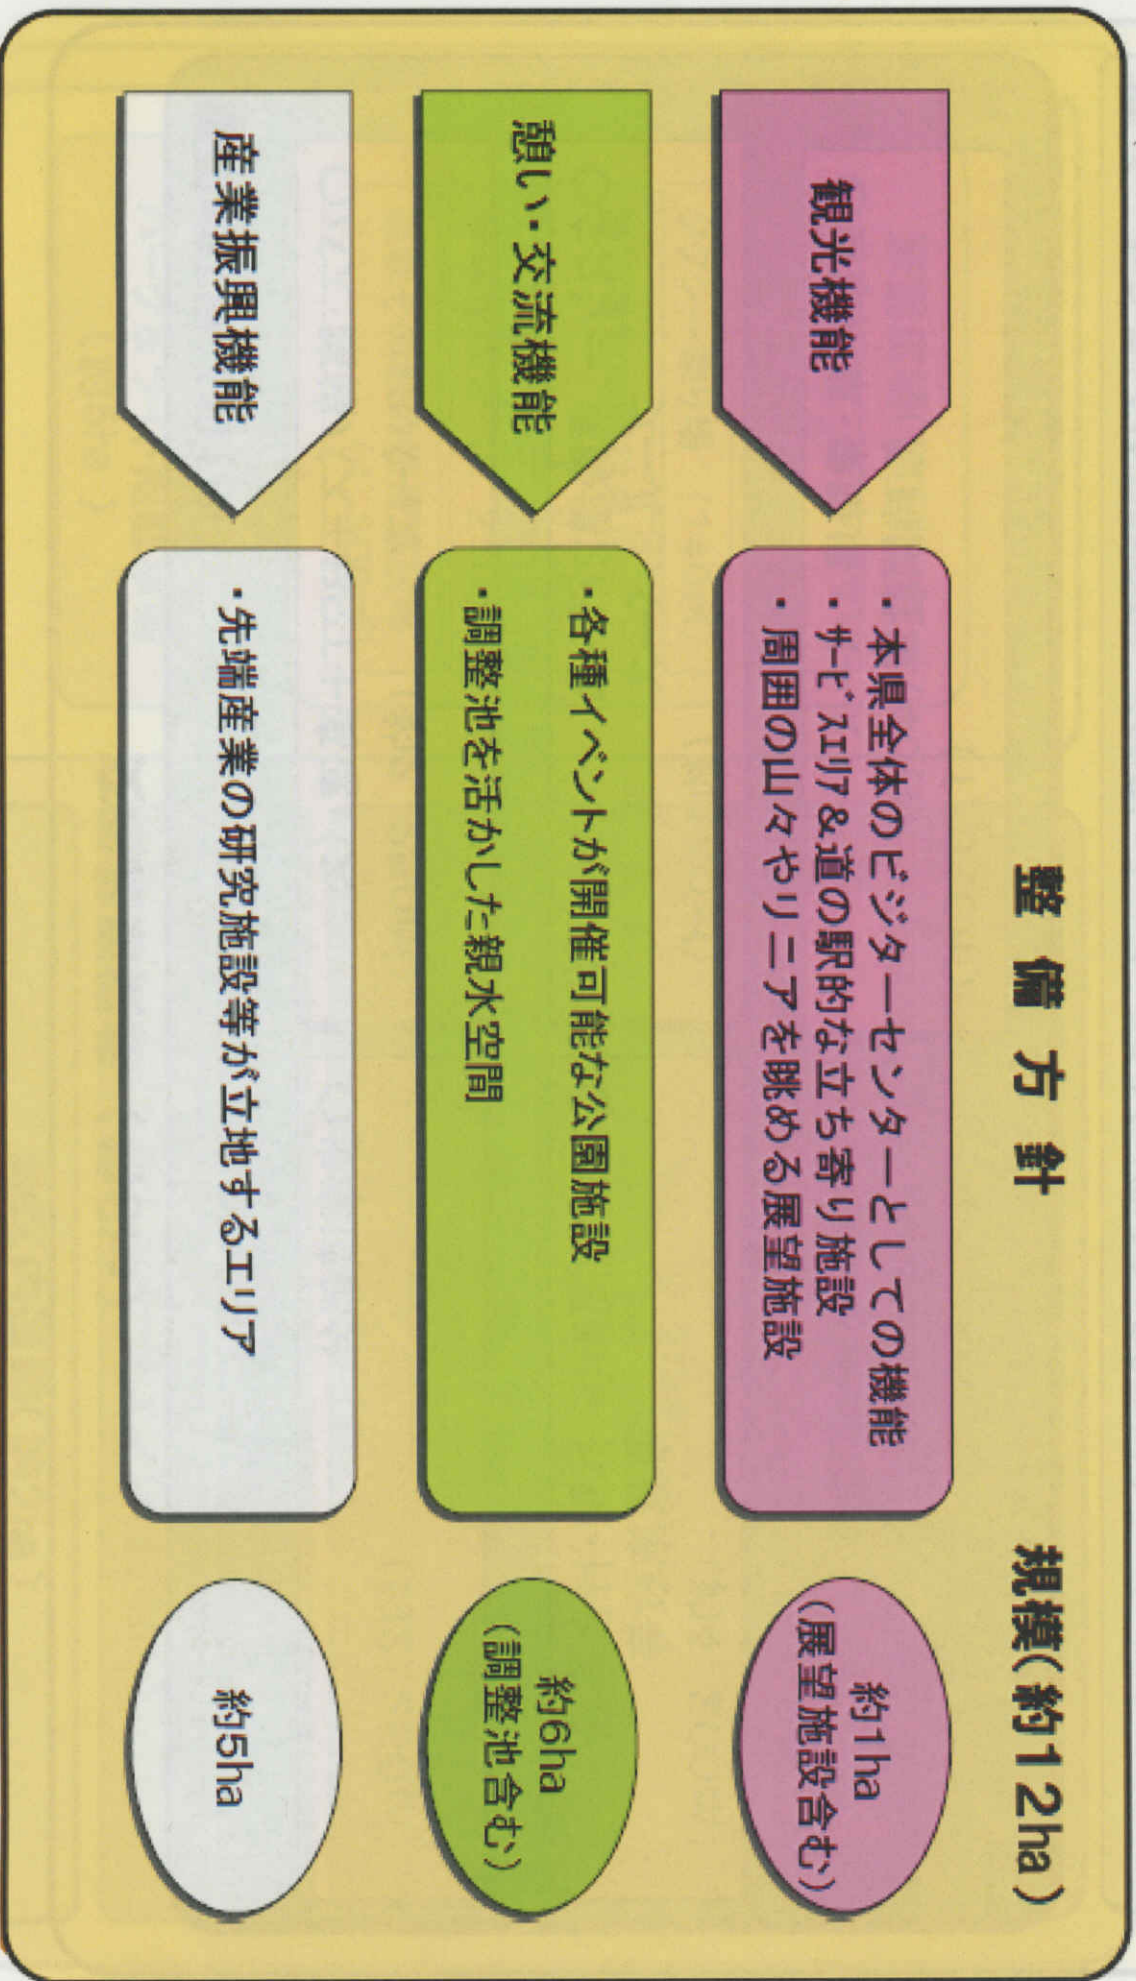 整備方針
規模(約12ha)
観光機能
・本県全体のビジターセンターとしての機能
・ｻｰﾋﾞｽｴﾘｱ&道の駅的な立ち寄り施設
・周囲の山々やリニアを眺める展望施設
約1ha
(展望施設含む)
憩い・交流機能
・各種イベントが開催可能な公園施設
・調整池を活かした親水空間
約6ha
(調整池含む)
産業振興機能
・先端産業の研究施設等が立地するエリア
約5ha